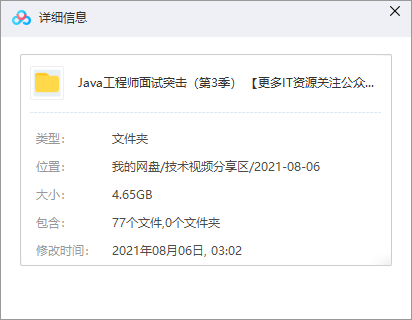 详细信息
Java工程师面试突击（第3季） 【更多IT资源关注公众...
类型： 文件夹
位置： 我的网盘/技术视频分享区/2021-08-06
大小： 4.65GB
包含： 77个文件,0个文件夹
修改时间： 2021年08月06日, 03:02